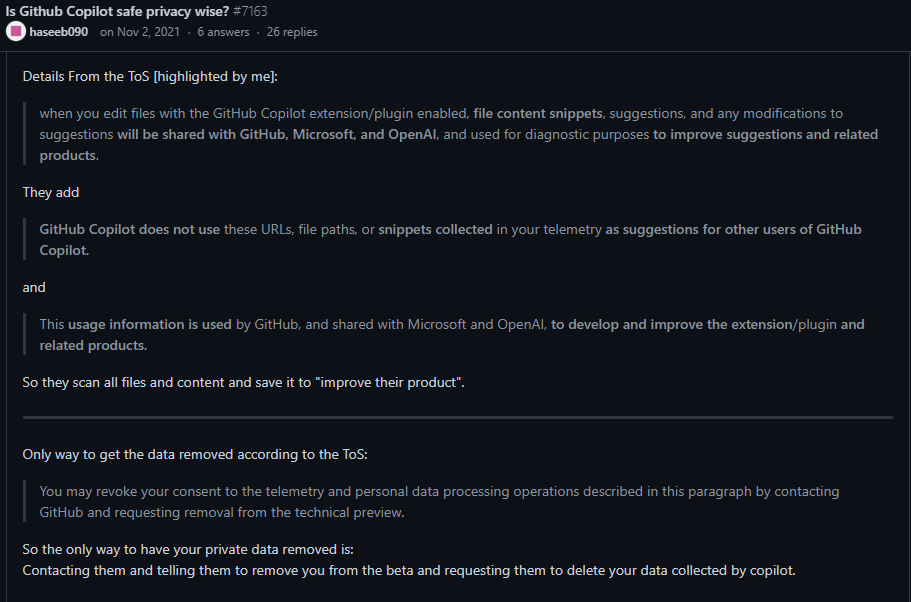 Is Github Copilot safe privacy wise? #7163
haseeb090 on Nov 2, 2021 · 6 answers · 26 replies
Details From the ToS [highlighted by me]:
when you edit files with the GitHub Copilot extension/plugin enabled, file content snippets, suggestions, and any modifications to
suggestions will be shared with GitHub, Microsoft, and OpenAI, and used for diagnostic purposes to improve suggestions and related
products.
They add
GitHub Copilot does not use these URLs, file paths, or snippets collected in your telemetry as suggestions for other users of GitHub
Copilot.
and
This usage information is used by GitHub, and shared with Microsoft and OpenAI, to develop and improve the extension/plugin and
related products.
So they scan all files and content and save it to "improve their product".
Only way to get the data removed according to the ToS:
You may revoke your consent to the telemetry and personal data processing operations described in this paragraph by contacting
GitHub and requesting removal from the technical preview.
So the only way to have your private data removed is:
Contacting them and telling them to remove you from the beta and requesting them to delete your data collected by copilot.